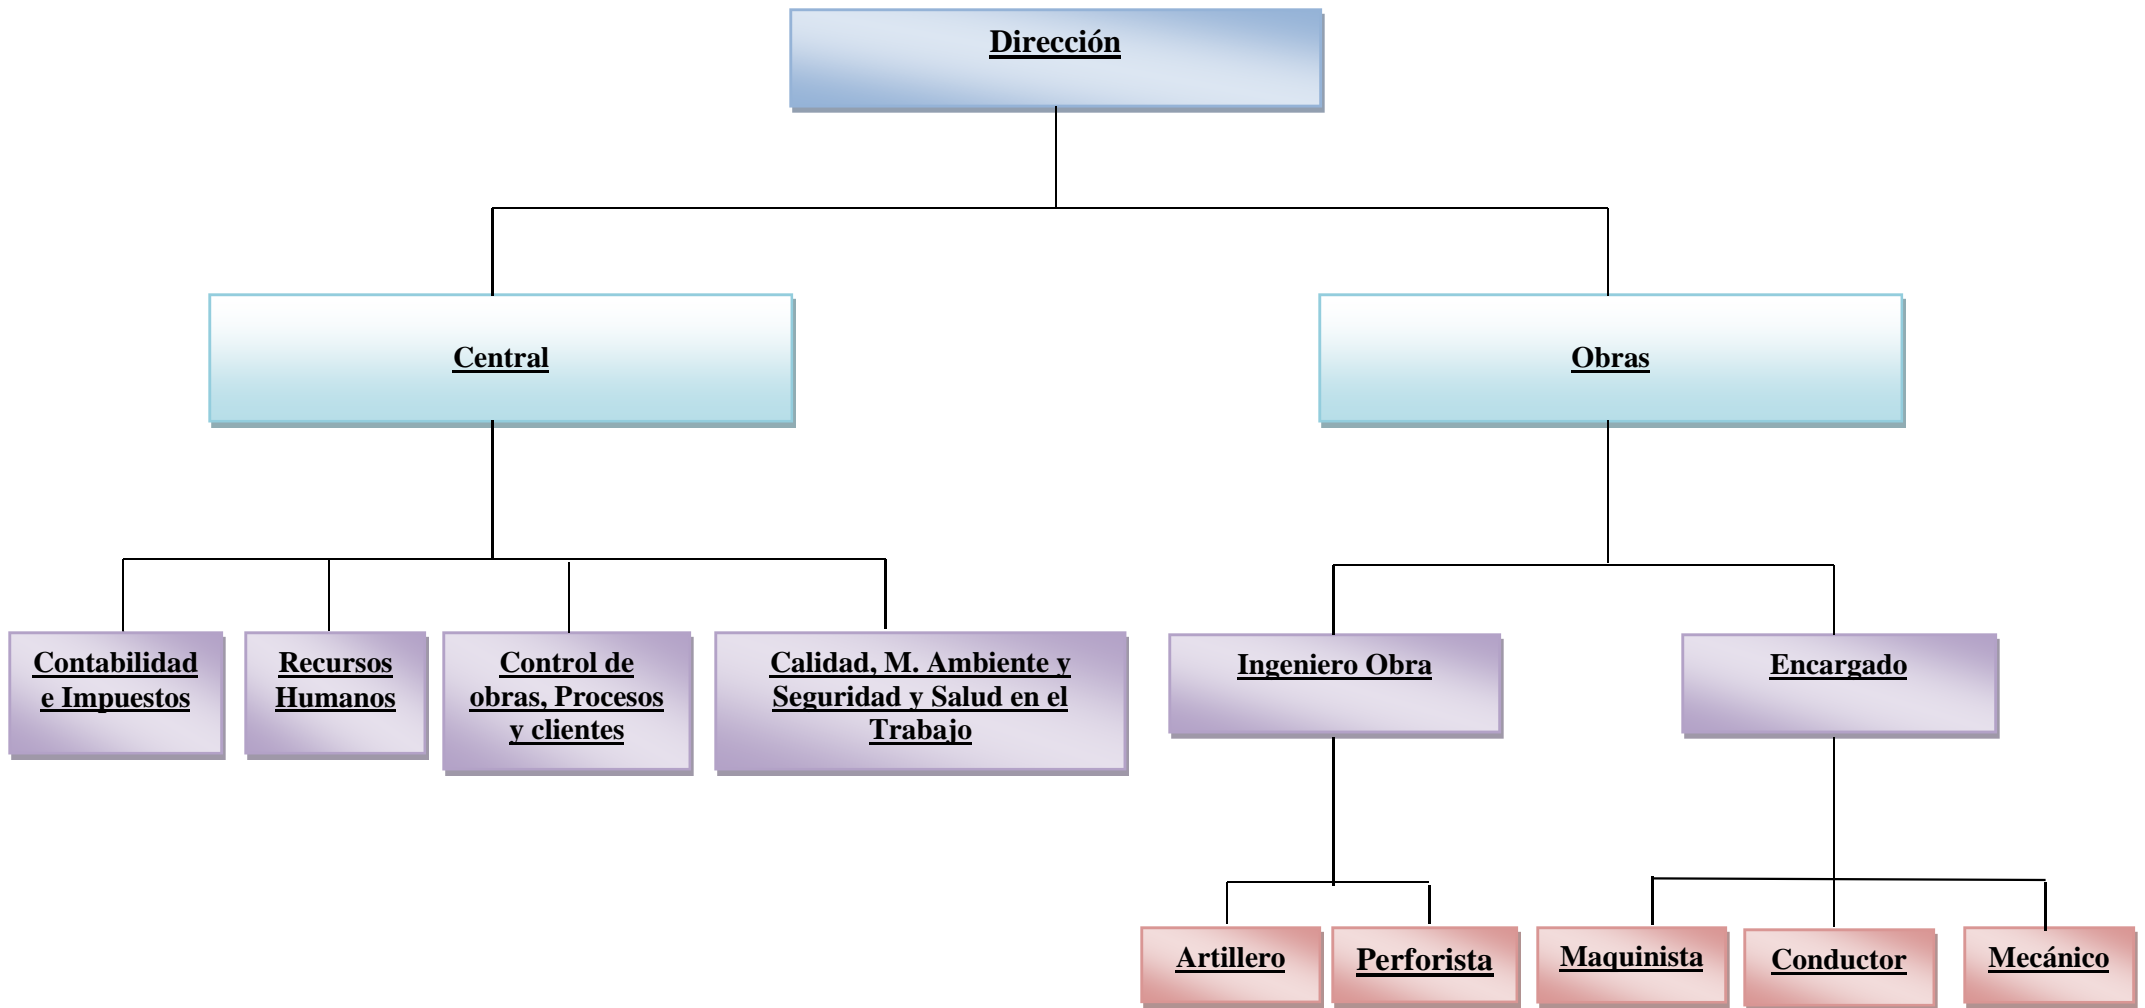 Dirección
Central
Obras
Contabilidad
e Impuestos
Recursos
Humanos
Control de
obras, Procesos
y clientes
Calidad, M. Ambiente y
Seguridad y Salud en el
Trabajo
Ingeniero Obra
Encargado
Artillero
Perforista
Maquinista
Conductor
Mecánico